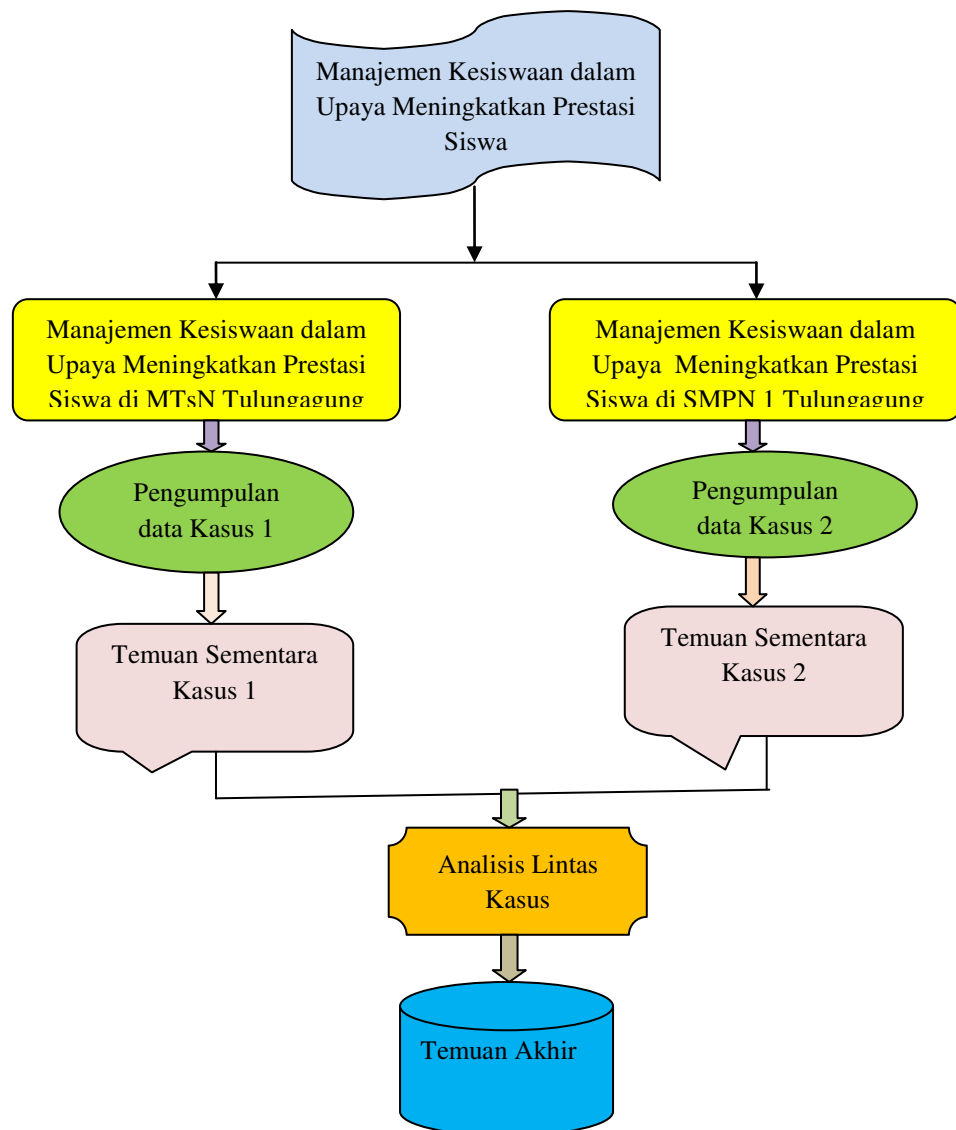 Manajemen Kesiswaan dalam
Upaya Meningkatkan Prestasi
Siswa
Manajemen Kesiswaan dalam
Upaya Meningkatkan Prestasi
Siswa di MTsN Tulungagung
Manajemen Kesiswaan dalam
Upaya Meningkatkan Prestasi
Siswa di SMPN 1 Tulungagung
Pengumpulan
data Kasus 1
Pengumpulan
data Kasus 2
Temuan Sementara
Kasus 1
Temuan Sementara
Kasus 2
Analisis Lintas
Kasus
Temuan Akhir